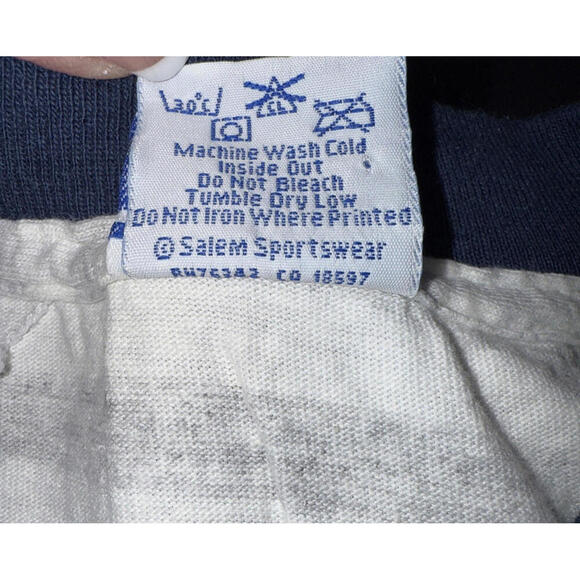 30°C CL
Machine Wash Cold
Inside Out
Do Not Bleach
Tumble Dry Low
Do Not Iron Where Printed
© Salem Sportswear
RN75343 CA 18597